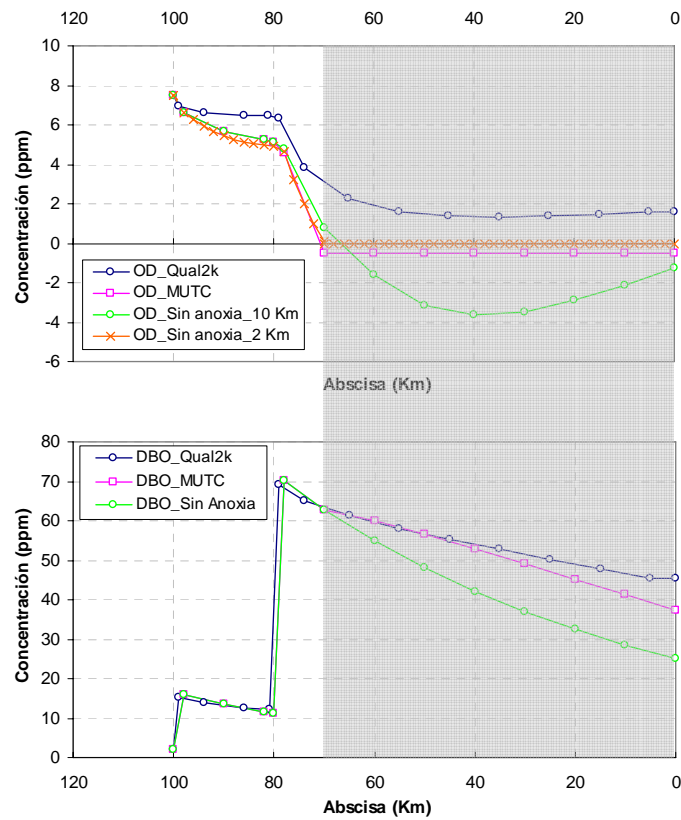 120 100 80 60 40 20 0
10
8
6
4
2
0
-2
-4
-6
Concentración (ppm)
OD_Qual2k
OD_MUTC
OD_Sin anoxia_10 Km
OD_Sin anoxia_2 Km
Abscisa (Km)
80
70
60
50
40
30
20
10
0
Concentración (ppm)
DBO_Qual2k
DBO_MUTC
DBO_Sin Anoxia
120 100 80 60 40 20 0
Abscisa (Km)